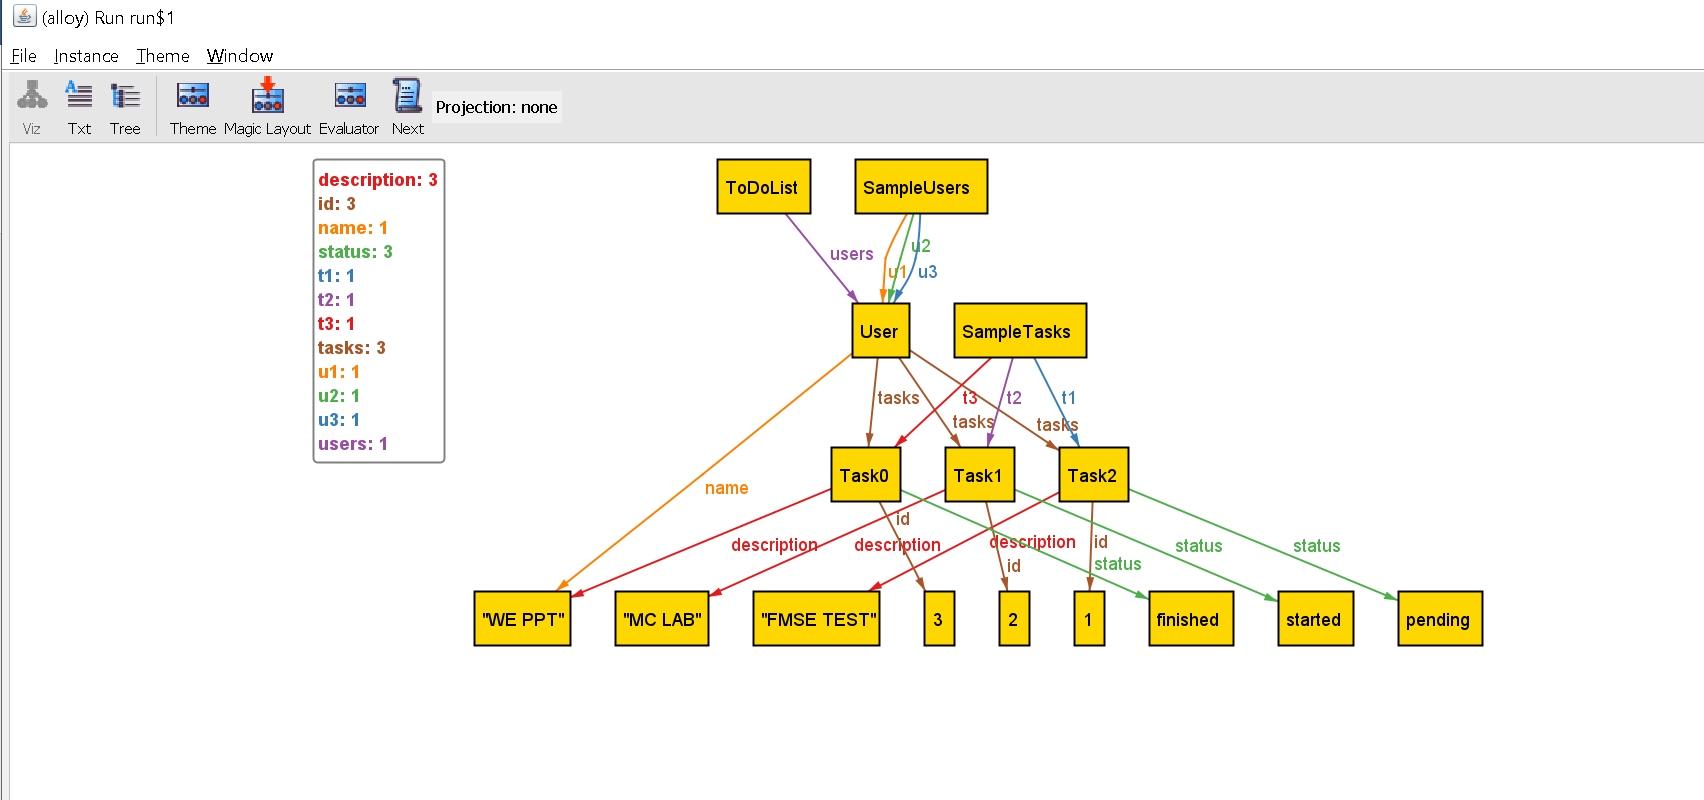 (alloy) Run run$1
File Instance Theme Window
Viz Txt Tree Theme Magic Layout Evaluator Next Projection: none
description: 3
id: 3
name: 1
status: 3
t1: 1
t2: 1
t3: 1
tasks: 3
u1: 1
u2: 1
u3: 1
users: 1
ToDoList SampleUsers
users u2
u1 u3
User SampleTasks
tasks t3 t2 t1
tasks tasks
Task0 Task1 Task2
name
id
description description description id status status
id status
"WE PPT" "MC LAB" "FMSE TEST" 3 2 1 finished started pending